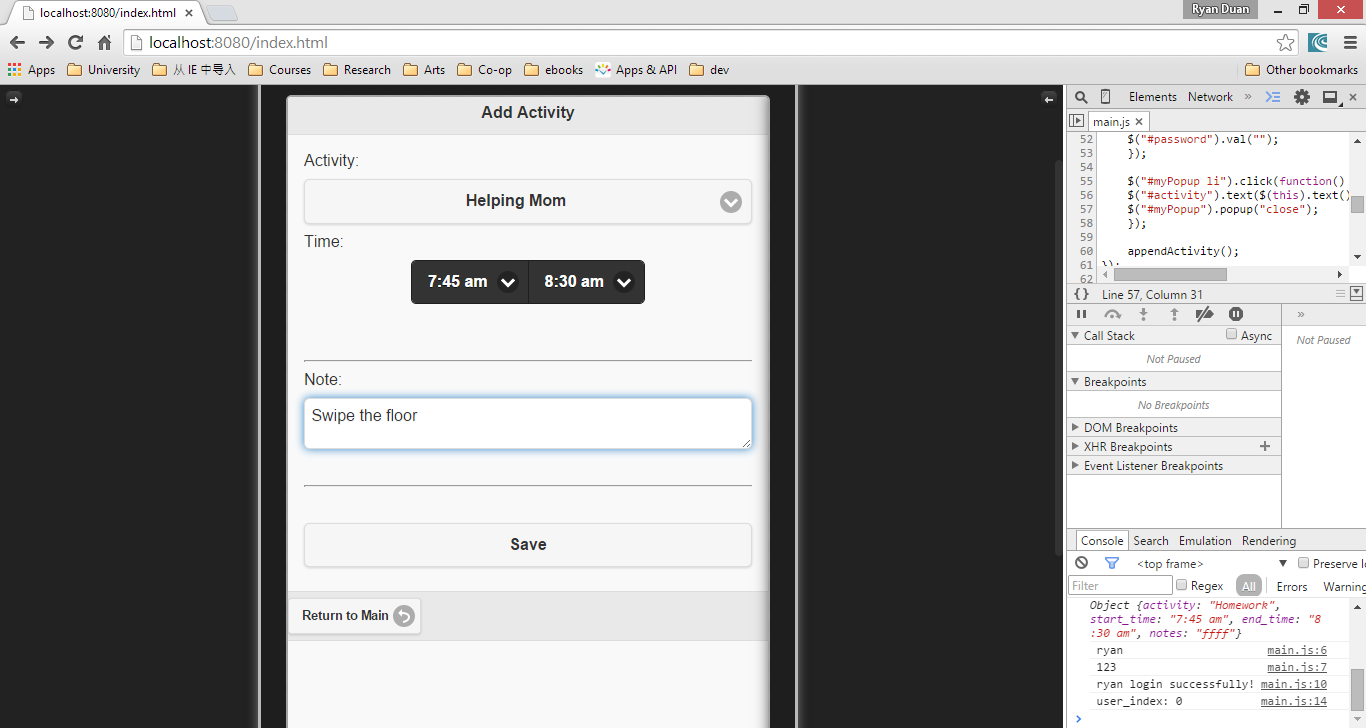 localhost:8080/index.html
Ryan Duan
localhost:8080/index.html
Apps University 从 IE 中导入 Courses Research Arts Co-op ebooks Apps & API dev Other bookmarks
Add Activity
Activity:
Helping Mom
Time:
7:45 am 8:30 am
Note:
Swipe the floor
Save
Return to Main
Elements Network »
main.js ×
52 $("#password").val("");
53 });
54
55 $("#myPopup li").click(function()
56 $("#activity").text($(this).text()
57 $("#myPopup").popup("close");
58 });
59
60 appendActivity();
61 });
62
{ } Line 57, Column 31
»
Call Stack Async
Not Paused
Not Paused
Breakpoints
No Breakpoints
DOM Breakpoints
XHR Breakpoints +
Event Listener Breakpoints
Console Search Emulation Rendering
<top frame> Preserve lo
Filter Regex All Errors Warning
Object {activity: "Homework",
start_time: "7:45 am", end_time: "8
:30 am", notes: "ffff"}
ryan main.js:6
123 main.js:7
ryan login successfully! main.js:10
user_index: 0 main.js:14
>